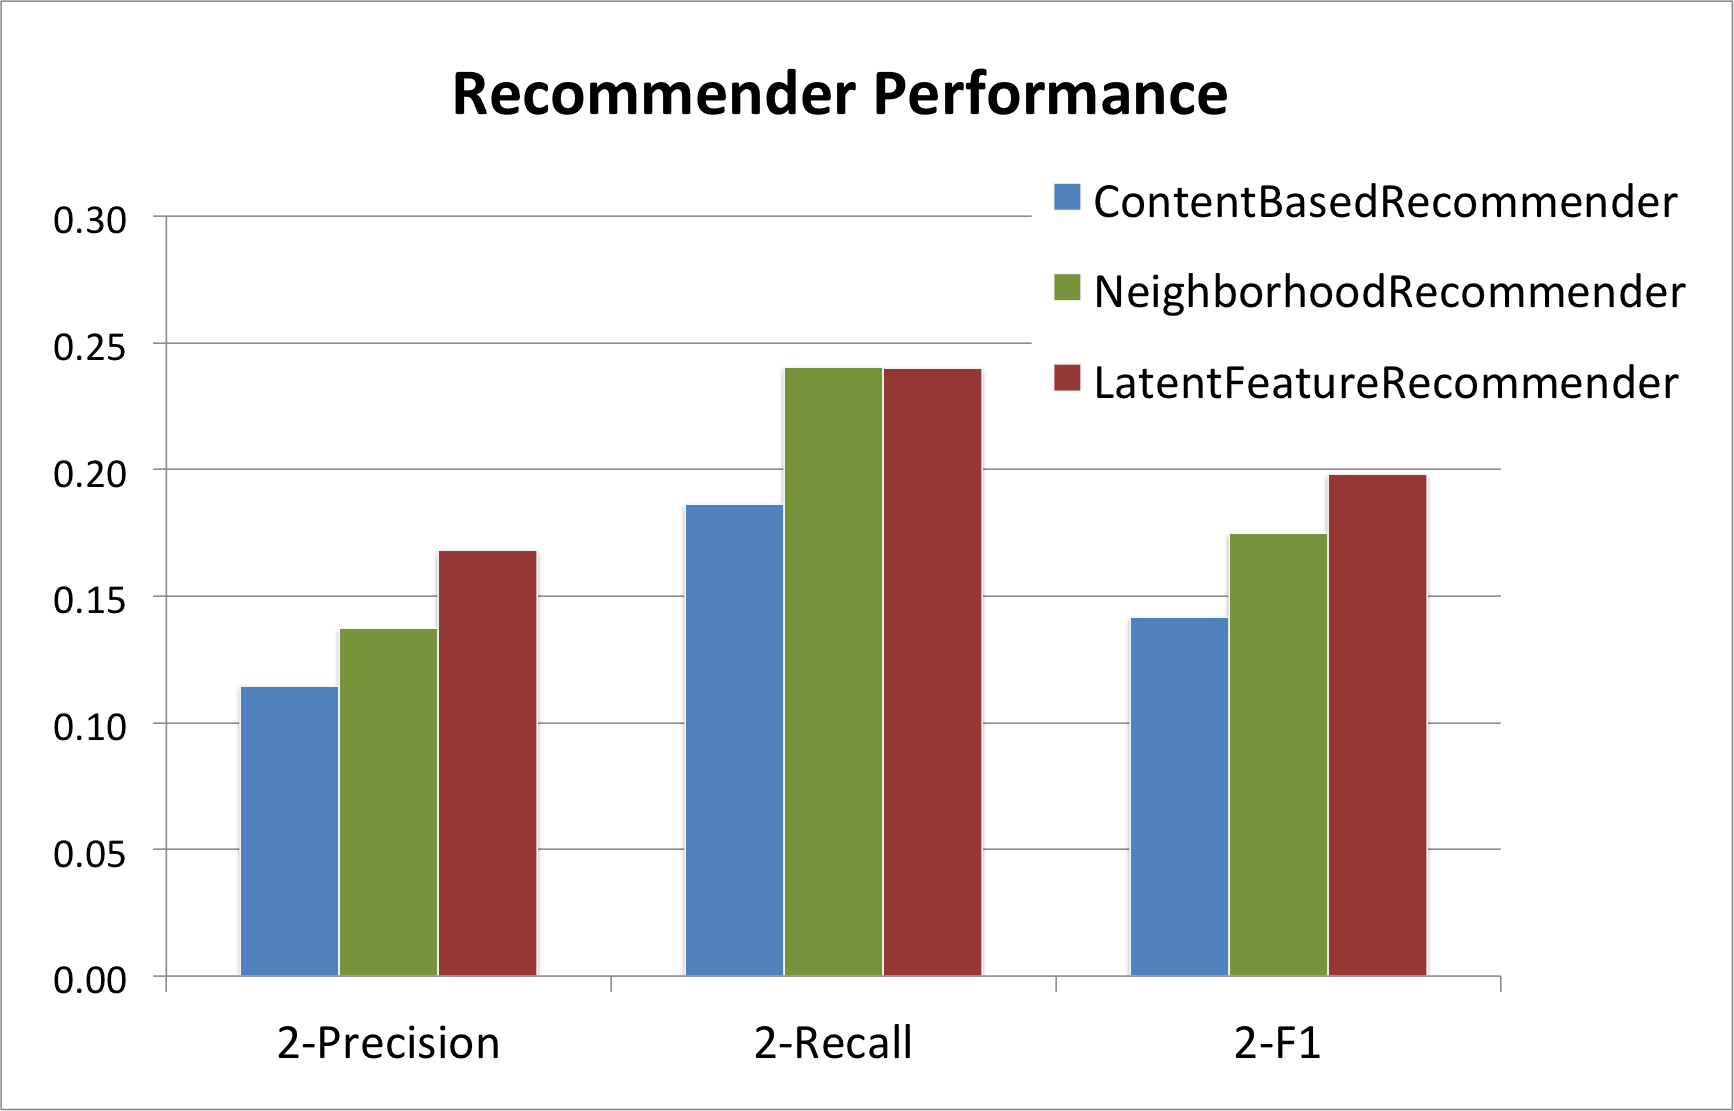 Recommender Performance
ContentBasedRecommender
NeighborhoodRecommender
LatentFeatureRecommender
0.30
0.25
0.20
0.15
0.10
0.05
0.00
2-Precision
2-Recall
2-F1